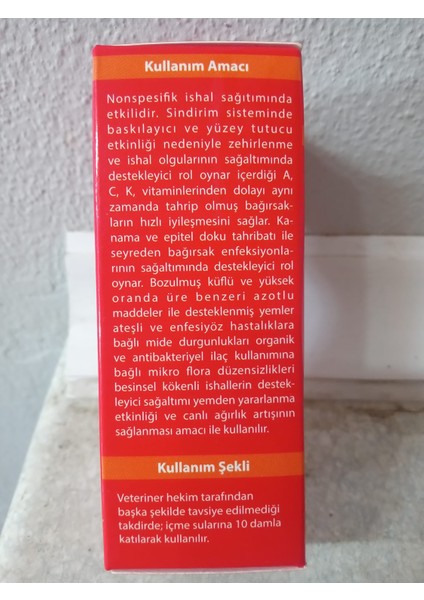 Kullanım Amacı
Nonspesifik ishal sağıtımında
etkilidir. Sindirim sisteminde
baskılayıcı ve yüzey tutucu
etkinliği nedeniyle zehirlenme
ve ishal olgularının sağaltımında
destekleyici rol oynar içerdiği A,
C, K, vitaminlerinden dolayı aynı
zamanda tahrip olmuş bağırsak-
ların hızlı iyileşmesini sağlar. Ka-
nama ve epitel doku tahribatı ile
seyreden bağırsak enfeksiyonla-
rının sağaltımında destekleyici rol
oynar. Bozulmuş küflü ve yüksek
oranda üre benzeri azotlu
maddeler ile desteklenmiş yemler
ateşli ve enfesiyöz hastalıklara
bağlı mide durgunlukları organik
ve antibakteriyel ilaç kullanımına
bağlı mikro flora düzensizlikleri
besinsel kökenli ishallerin destek-
leyici sağaltımı yemden yararlanma
etkinliği ve canlı ağırlık artışının
sağlanması amacı ile kullanılır.
Kullanım Şekli
Veteriner hekim tarafından
başka şekilde tavsiye edilmediği
takdirde; içme sularına 10 damla
katılarak kullanılır.